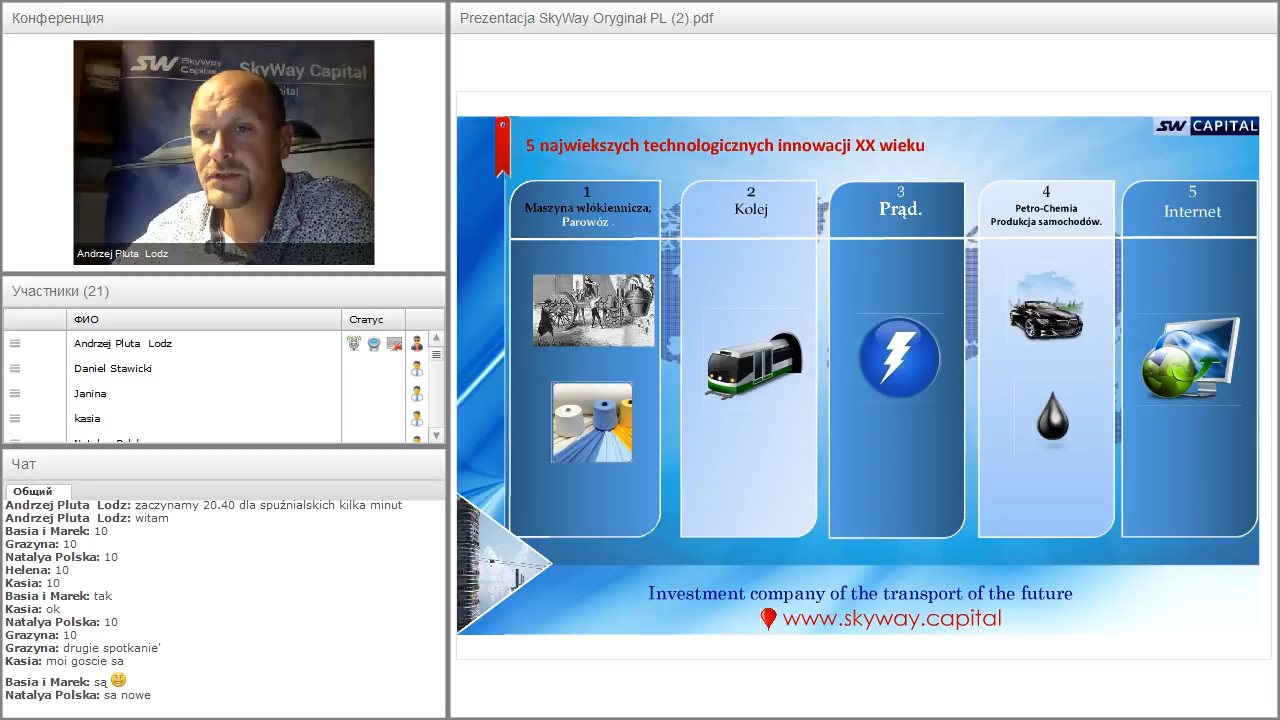 Конференция
SW SkyWay Capital
SkyWay Capital
Andrzej Pluta Lodz
Участники (21)
ФИО
Статус
Andrzej Pluta Lodz
Daniel Stawicki
Janina
kasia
Чат
Общий
Andrzej Pluta Lodz: zaczynamy 20.40 dla spuźnialskich kilka minut
Andrzej Pluta Lodz: witam
Basia i Marek: 10
Grazyna: 10
Natalya Polska: 10
Helena: 10
Kasia: 10
Basia i Marek: tak
Kasia: ok
Natalya Polska: 10
Grazyna: 10
Grazyna: drugie spotkanie'
Kasia: moi goscie sa
Basia i Marek: są
Natalya Polska: sa nowe
Prezentacja SkyWay Oryginał PL (2).pdf
SW CAPITAL
5 najwiekszych technologicznych innowacji XX wieku
1
Maszyna włókiennicza;
Parowóz .
2
Kolej
3
Prąd.
4
Petro-Chemia
Produkcja samochodów.
5
Internet
Investment company of the transport of the future
www.skyway.capital